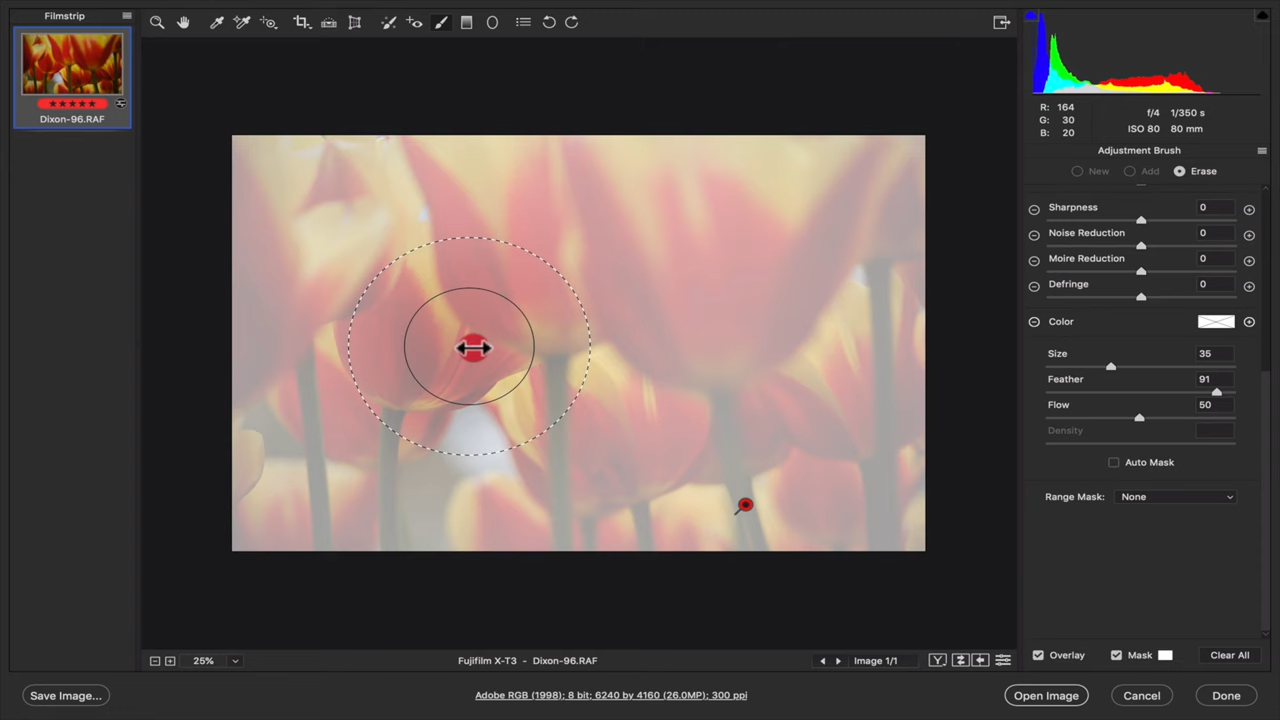 Filmstrip
Dixon-96.RAF
R: 164
G: 30
B: 20
f/4 1/350 s
ISO 80 80 mm
Adjustment Brush
New Add Erase
Sharpness 0
Noise Reduction 0
Moire Reduction 0
Defringe 0
Color
Size 35
Feather 91
Flow 50
Density
Auto Mask
Range Mask: None
25%
Fujifilm X-T3 - Dixon-96.RAF
Y
Image 1/1
Overlay
Mask
Clear All
Save Image...
Adobe RGB (1998); 8 bit; 6240 by 4160 (26.0MP); 300 ppi
Open Image
Cancel
Done